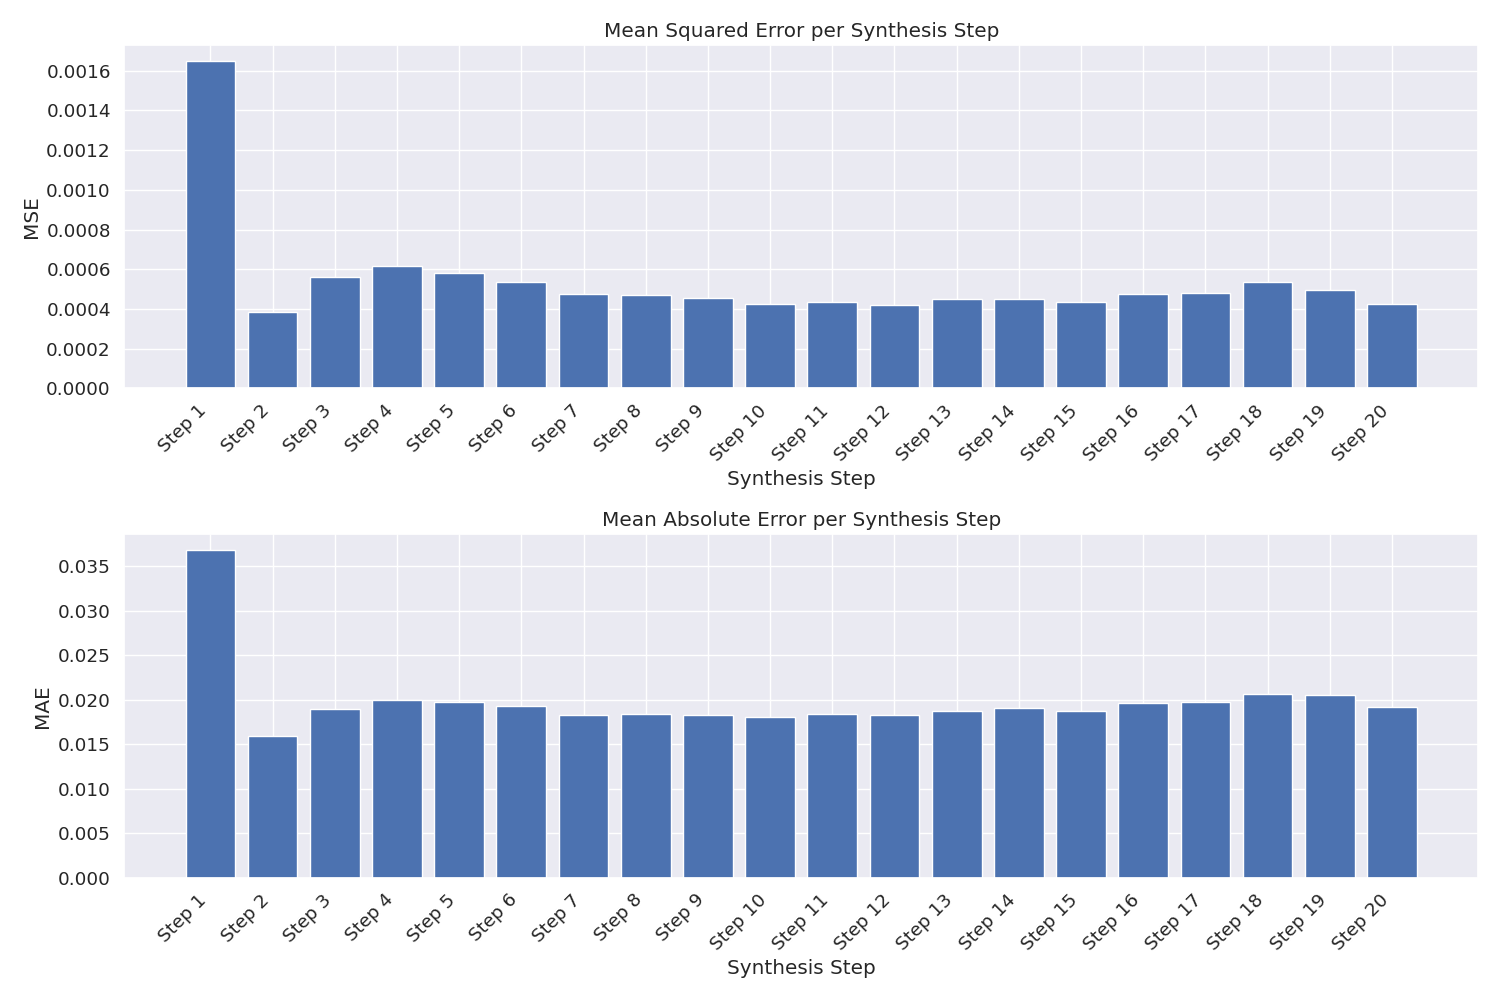 Mean Squared Error per Synthesis Step
MSE
0.0016
0.0014
0.0012
0.0010
0.0008
0.0006
0.0004
0.0002
0.0000
Step 1
Step 2
Step 3
Step 4
Step 5
Step 6
Step 7
Step 8
Step 9
Step 10
Step 11
Step 12
Step 13
Step 14
Step 15
Step 16
Step 17
Step 18
Step 19
Step 20
Synthesis Step
Mean Absolute Error per Synthesis Step
MAE
0.035
0.030
0.025
0.020
0.015
0.010
0.005
0.000
Step 1
Step 2
Step 3
Step 4
Step 5
Step 6
Step 7
Step 8
Step 9
Step 10
Step 11
Step 12
Step 13
Step 14
Step 15
Step 16
Step 17
Step 18
Step 19
Step 20
Synthesis Step